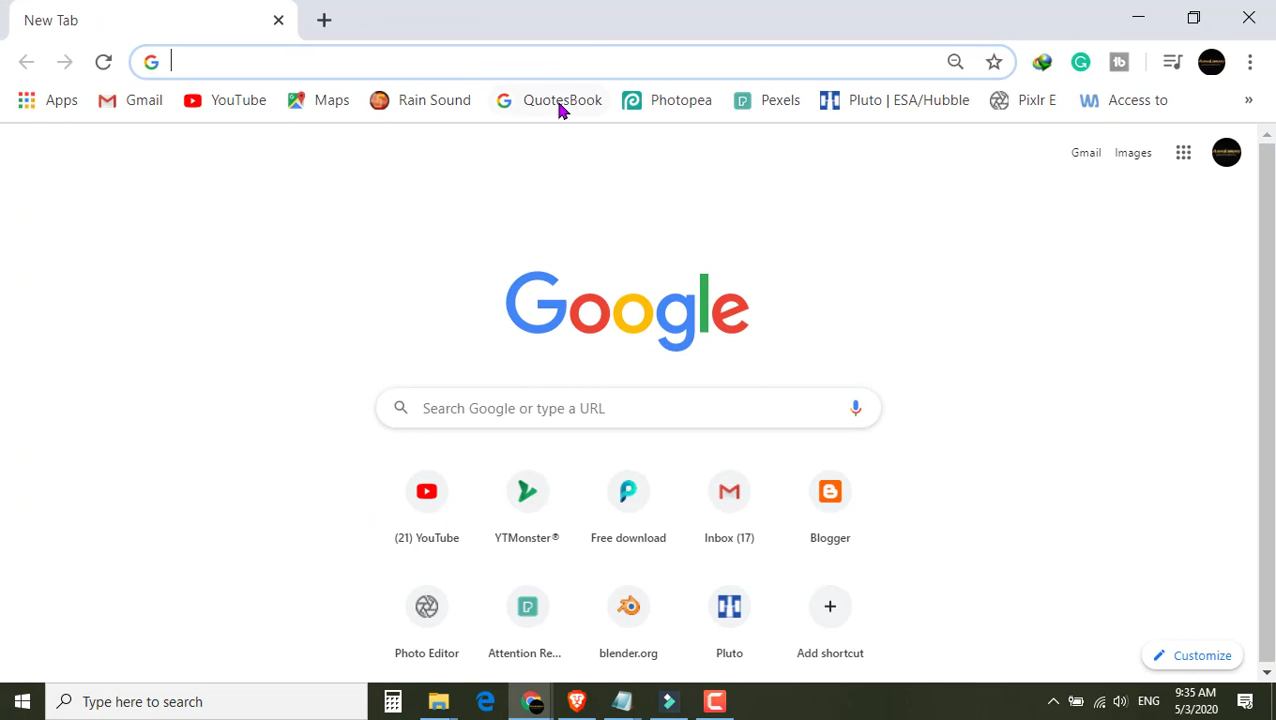 New Tab
Apps Gmail YouTube Maps Rain Sound QuotesBook Photopea Pexels Pluto | ESA/Hubble Pixlr E Access to »
Gmail Images
Google
Search Google or type a URL
(21) YouTube YTMonster® Free download Inbox (17) Blogger
Photo Editor Attention Re... blender.org Pluto Add shortcut
Customize
Type here to search
ENG
9:35 AM
5/3/2020